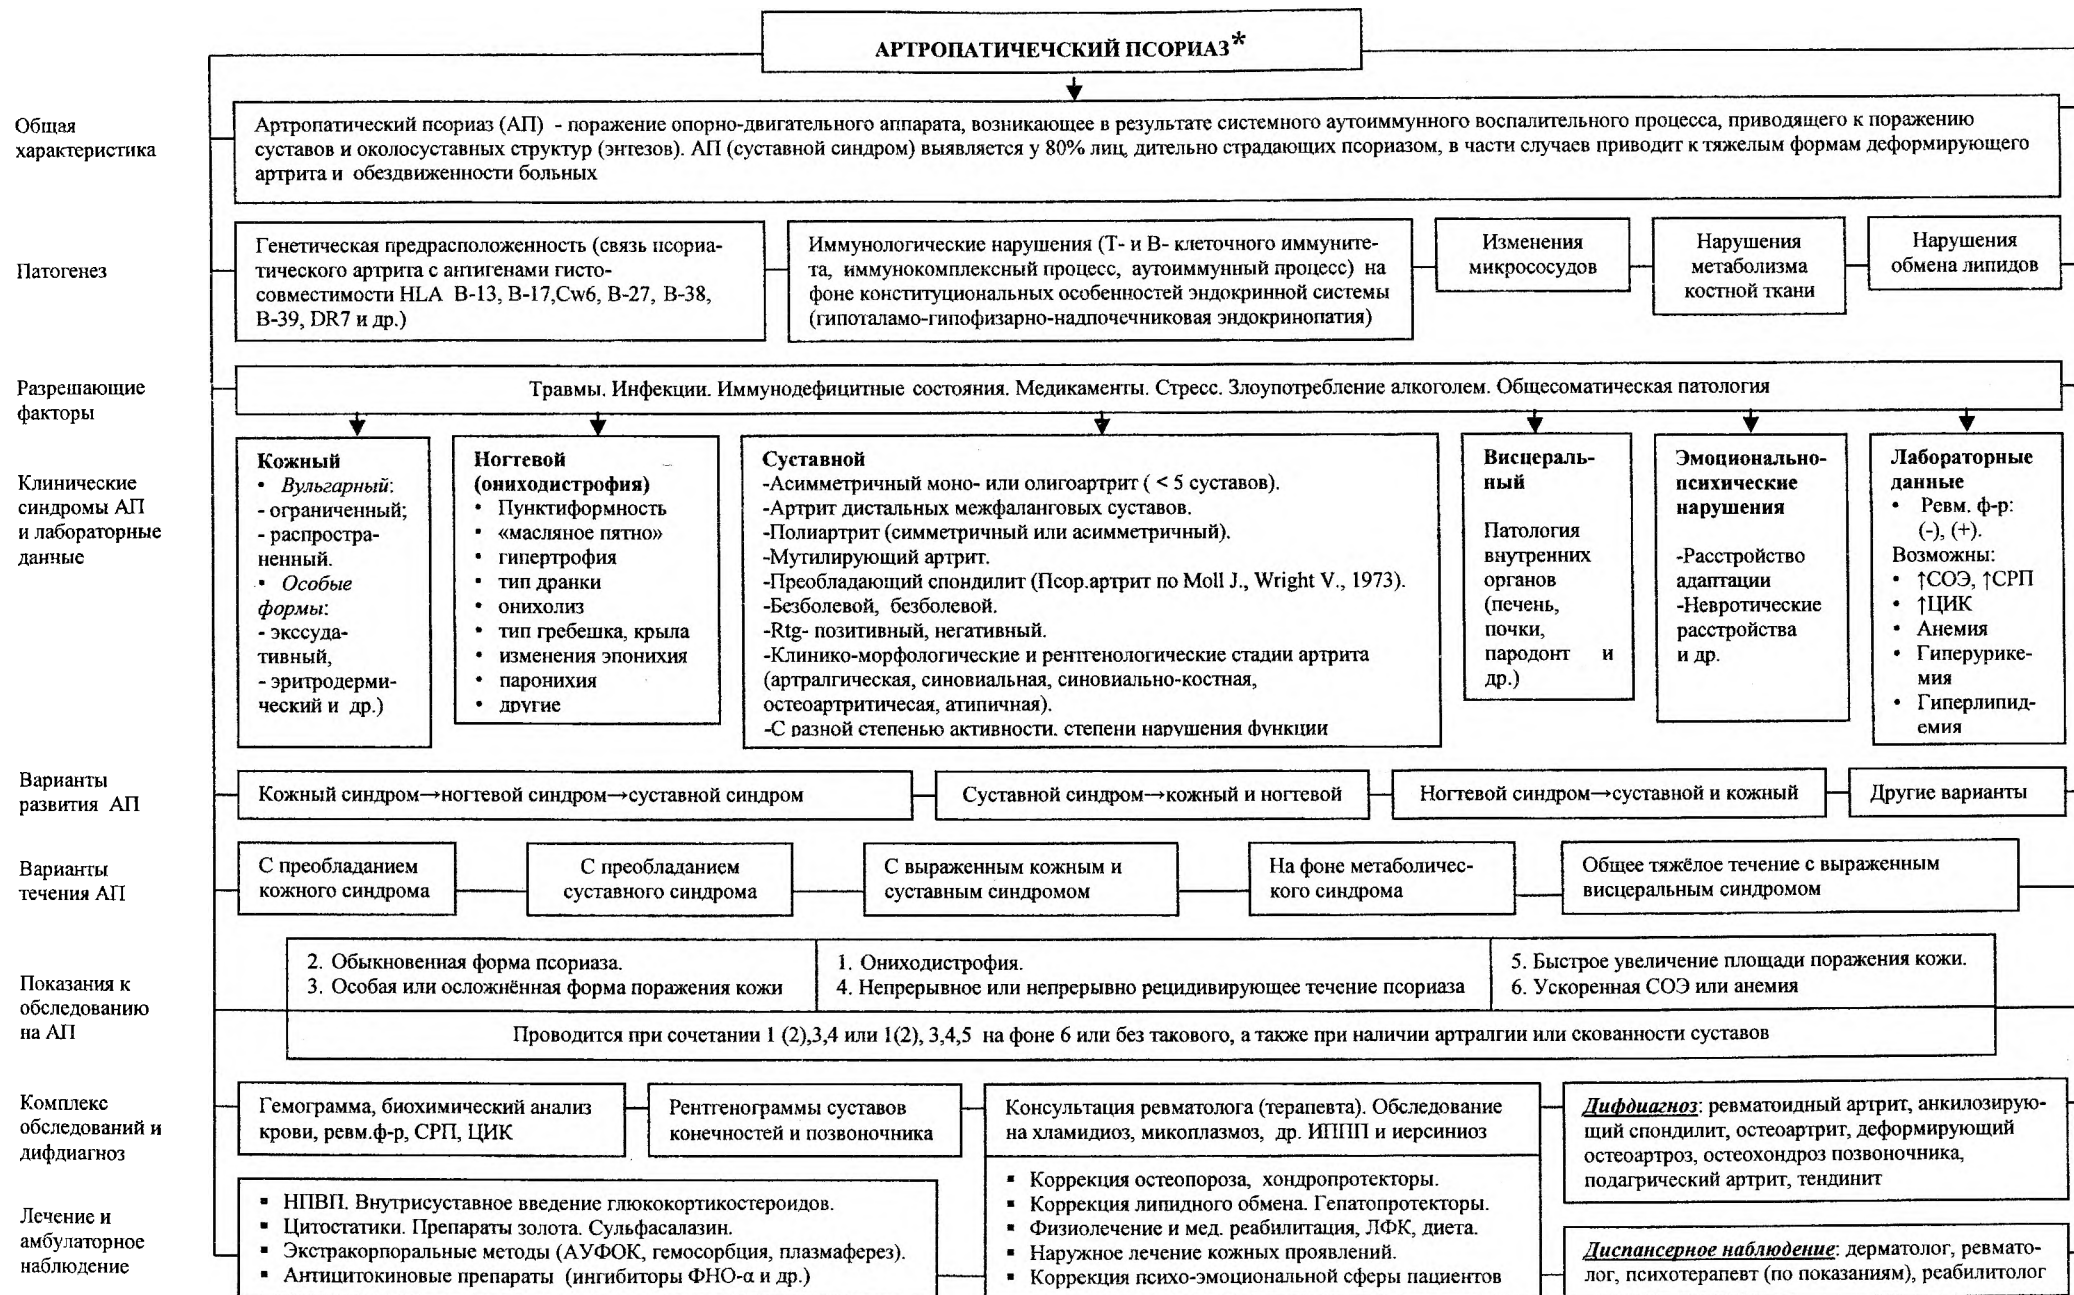 АРТРОПАТИЧЕЧСКИЙ ПСОРИАЗ*
Общая
характеристика
Артропатический псориаз (АП) - поражение опорно-двигательного аппарата, возникающее в результате системного аутоиммунного воспалительного процесса, приводящего к поражению
суставов и околосуставных структур (энтезов). АП (суставной синдром) выявляется у 80% лиц, дительно страдающих псориазом, в части случаев приводит к тяжелым формам деформирующего
артрита и обездвиженности больных
Патогенез
Генетическая предрасположенность (связь псориа-
тического артрита с антигенами гисто-
совместимости HLA В-13, В-17,Cw6, В-27, В-38,
В-39, DR7 и др.)
Иммунологические нарушения (Т- и В- клеточного иммуните-
та, иммунокомплексный процесс, аутоиммунный процесс) на
фоне конституциональных особенностей эндокринной системы
(гипоталамо-гипофизарно-надпочечниковая эндокринопатия)
Изменения
микрососудов
Нарушения
метаболизма
костной ткани
Нарушения
обмена липидов
Разрешающие
факторы
Травмы. Инфекции. Иммунодефицитные состояния. Медикаменты. Стресс. Злоупотребление алкоголем. Общесоматическая патология
Клинические
синдромы АП
и лабораторные
данные
Кожный
• Вульгарный:
- ограниченный;
- распростра-
ненный.
• Особые
формы:
- экссуда-
тивный,
- эритродерми-
ческий и др.)
Ногтевой
(ониходистрофия)
• Пунктиформность
• «масляное пятно»
• гипертрофия
• тип дранки
• онихолиз
• тип гребешка, крыла
• изменения эпонихия
• паронихия
• другие
Суставной
-Асимметричный моно- или олигоартрит ( < 5 суставов).
-Артрит дистальных межфаланговых суставов.
-Полиартрит (симметричный или асимметричный).
-Мутилирующий артрит.
-Преобладающий спондилит (Псор.артрит по Moll J., Wright V., 1973).
-Безболевой, безболевой.
-Rtg- позитивный, негативный.
-Клинико-морфологические и рентгенологические стадии артрита
(артралгическая, синовиальная, синовиально-костная,
остеоартритичесая, атипичная).
-С разной степенью активности. степени нарушения функции
Висцераль-
ный
Патология
внутренних
органов
(печень,
почки,
пародонт и
др.)
Эмоционально-
психические
нарушения
-Расстройство
адаптации
-Невротические
расстройства
и др.
Лабораторные
данные
• Ревм. ф-р:
(-), (+).
Возможны:
• ↑СОЭ, ↑СРП
• ↑ЦИК
• Анемия
• Гиперурике-
мия
• Гиперлипид-
емия
Варианты
развития АП
Кожный синдром→ногтевой синдром→суставной синдром
Суставной синдром→кожный и ногтевой
Ногтевой синдром→суставной и кожный
Другие варианты
Варианты
течения АП
С преобладанием
кожного синдрома
С преобладанием
суставного синдрома
С выраженным кожным и
суставным синдромом
На фоне метаболичес-
кого синдрома
Общее тяжёлое течение с выраженным
висцеральным синдромом
Показания к
обследованию
на АП
2. Обыкновенная форма псориаза.
3. Особая или осложнённая форма поражения кожи
1. Ониходистрофия.
4. Непрерывное или непрерывно рецидивирующее течение псориаза
5. Быстрое увеличение площади поражения кожи.
6. Ускоренная СОЭ или анемия
Проводится при сочетании 1 (2),3,4 или 1(2), 3,4,5 на фоне 6 или без такового, а также при наличии артралгии или скованности суставов
Комплекс
обследований и
дифдиагноз
Гемограмма, биохимический анализ
крови, ревм.ф-р, СРП, ЦИК
Рентгенограммы суставов
конечностей и позвоночника
Консультация ревматолога (терапевта). Обследование
на хламидиоз, микоплазмоз, др. ИППП и иерсиниоз
Дифдиагноз: ревматоидный артрит, анкилозирую-
щий спондилит, остеоартрит, деформирующий
остеоартроз, остеохондроз позвоночника,
подагрический артрит, тендинит
Лечение и
амбулаторное
наблюдение
▪ НПВП. Внутрисуставное введение глюкокортикостероидов.
▪ Цитостатики. Препараты золота. Сульфасалазин.
▪ Экстракорпоральные методы (АУФОК, гемосорбция, плазмаферез).
▪ Антицитокиновые препараты (ингибиторы ФНО-α и др.)
▪ Коррекция остеопороза, хондропротекторы.
▪ Коррекция липидного обмена. Гепатопротекторы.
▪ Физиолечение и мед. реабилитация, ЛФК, диета.
▪ Наружное лечение кожных проявлений.
▪ Коррекция психо-эмоциональной сферы пациентов
Диспансерное наблюдение: дерматолог, ревмато-
лог, психотерапевт (по показаниям), реабилитолог